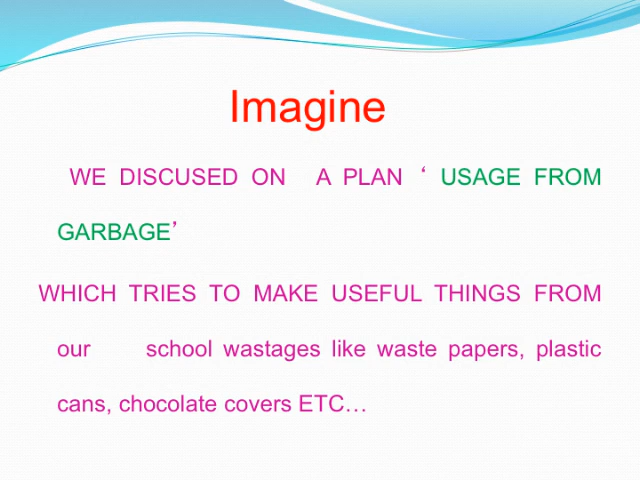 Imagine
WE DISCUSED ON A PLAN ‘ USAGE FROM
GARBAGE’
WHICH TRIES TO MAKE USEFUL THINGS FROM
our school wastages like waste papers, plastic
cans, chocolate covers ETC…